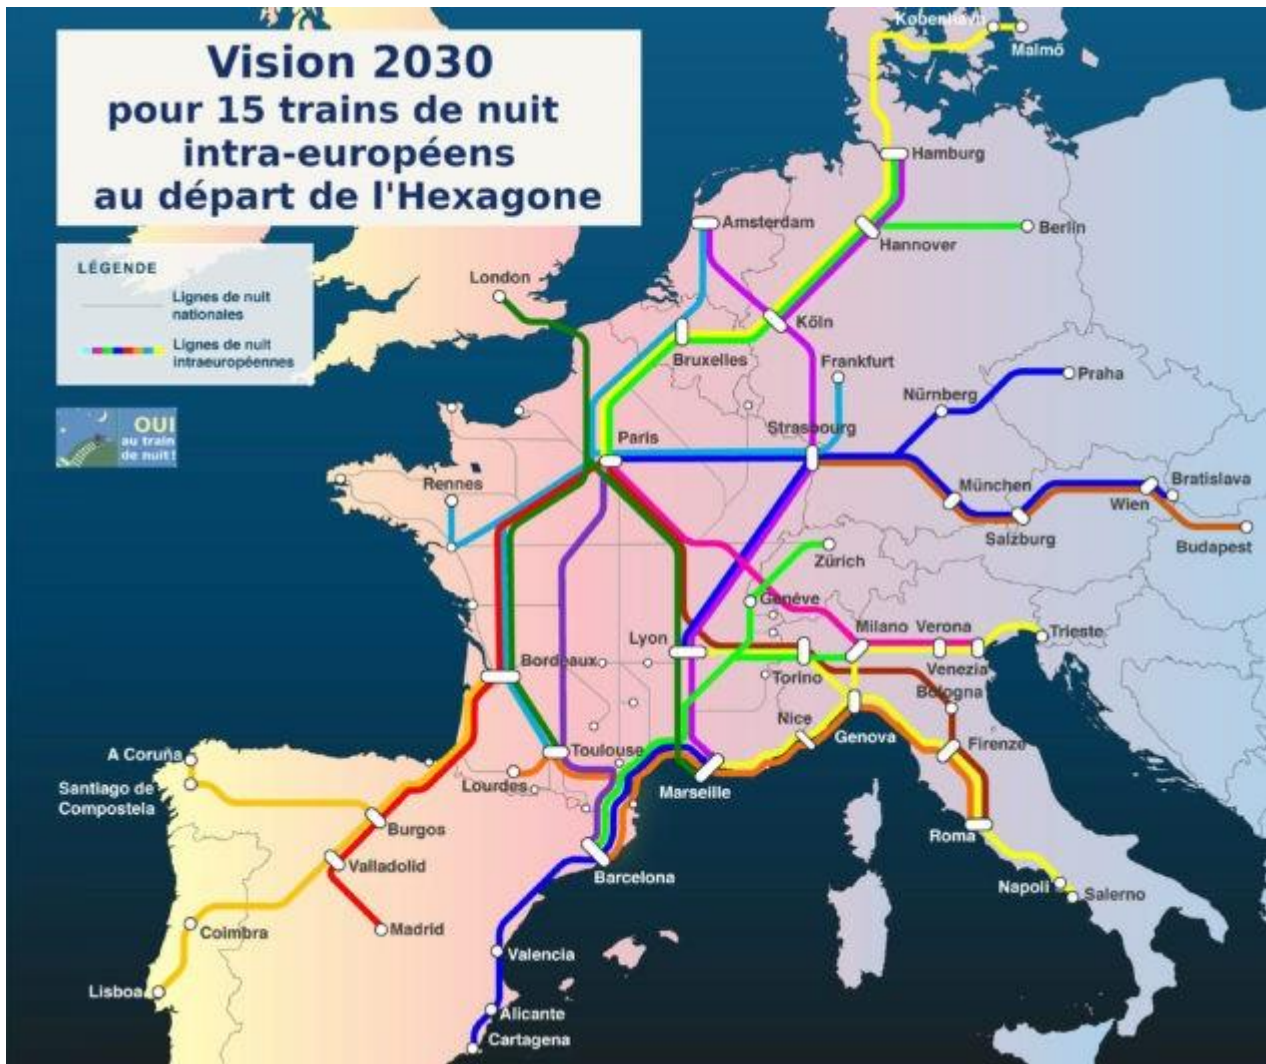 Vision 2030
pour 15 trains de nuit
intra-européens
au départ de l'Hexagone
LÉGENDE
Lignes de nuit
nationales
Lignes de nuit
intraeuropéennes
OUI
au train
de nuit!
København
Malmö
Hamburg
Amsterdam
Hannover
Berlin
London
Köln
Bruxelles
Frankfurt
Praha
Nürnberg
Paris
Strasbourg
Rennes
München
Bratislava
Wien
Salzburg
Budapest
Zürich
Genéve
Lyon
Milano
Verona
Trieste
Bordeaux
Torino
Venezia
Bologna
Nice
Genova
Firenze
A Coruña
Toulouse
Santiago de
Compostela
Lourdes
Marseille
Burgos
Roma
Valladolid
Barcelona
Napoli
Salerno
Coimbra
Madrid
Valencia
Lisboa
Alicante
Cartagena